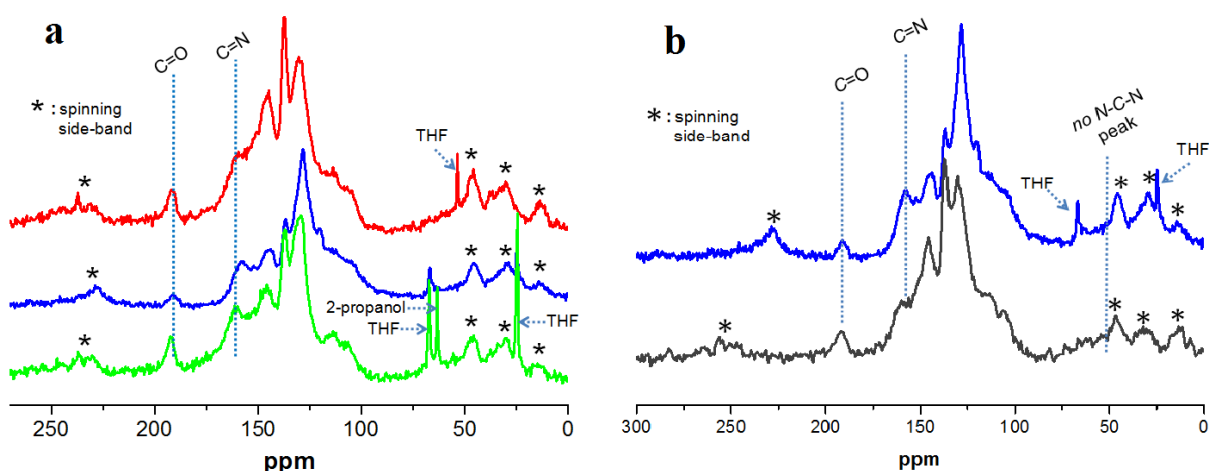 a
C=O
C=N
* : spinning
side-band
THF
*
*
*
*
*
*
*
*
2-propanol
THF
THF
*
*
*
*
250
200
150
100
50
0
ppm
b
C=O
C=N
no N-C-N
peak
* : spinning
side-band
THF
THF
*
*
*
*
*
*
*
*
300
250
200
150
100
50
0
ppm